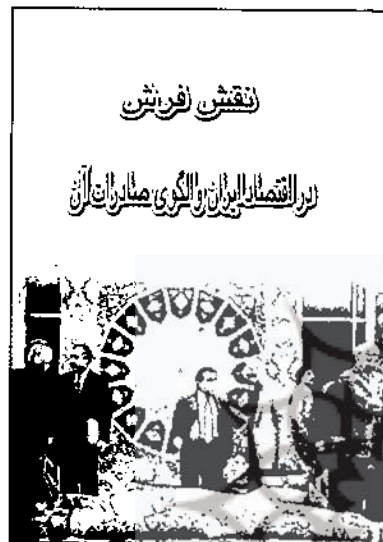 نقش فرش
در اقتصاد ایران و الگوی صادرات آن